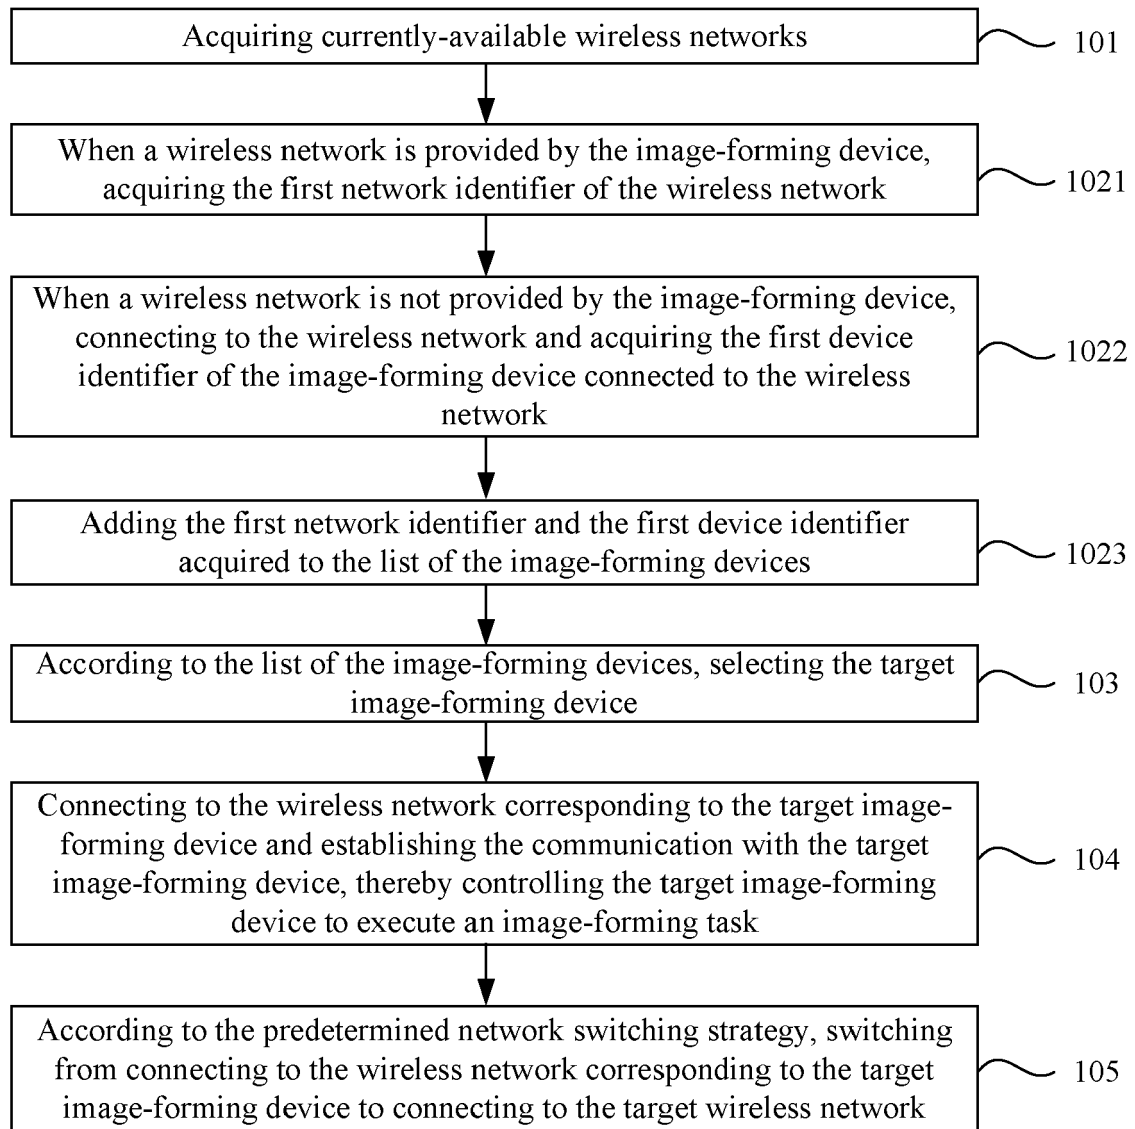 Acquiring currently-available wireless networks
101
When a wireless network is provided by the image-forming device,
acquiring the first network identifier of the wireless network
1021
When a wireless network is not provided by the image-forming device,
connecting to the wireless network and acquiring the first device
identifier of the image-forming device connected to the wireless
network
1022
Adding the first network identifier and the first device identifier
acquired to the list of the image-forming devices
1023
According to the list of the image-forming devices, selecting the target
image-forming device
103
Connecting to the wireless network corresponding to the target image-
forming device and establishing the communication with the target
image-forming device, thereby controlling the target image-forming
device to execute an image-forming task
104
According to the predetermined network switching strategy, switching
from connecting to the wireless network corresponding to the target
image-forming device to connecting to the target wireless network
105